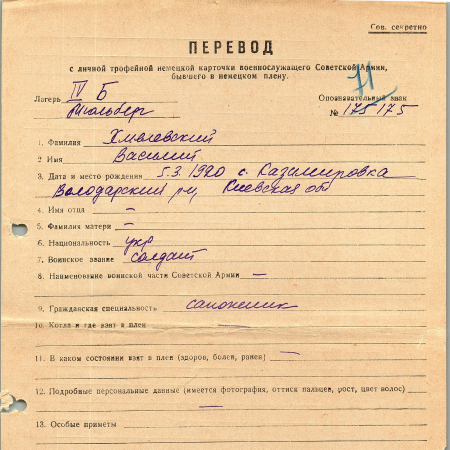 Сов. секретно
ПЕРЕВОД
с личной трофейной немецкой карточки военнослужащего Советской Армии,
бывшего в немецком плену.
71
Лагерь IV Б Опознавательный знак
Мюльберг № 175175
1. Фамилия Хмелевский
2 Имя Василий
3. Дата и место рождения 5.3.1920 с. Казимировка
Володарский р-н, Киевская об
4. Имя отца —
5. Фамилия матери —
6. Национальность укр
7. Воинское звание солдат
8. Наименование воинской части Советской Армии —
9. Гражданская специальность сапожник
10. Когда и где взят в плен —
11. В каком состоянии взят в плен (здоров, болен, ранен) —
12. Подробные персональные данные (имеется фотография, оттиск пальцев, рост, цвет волос)
—
13. Особые приметы